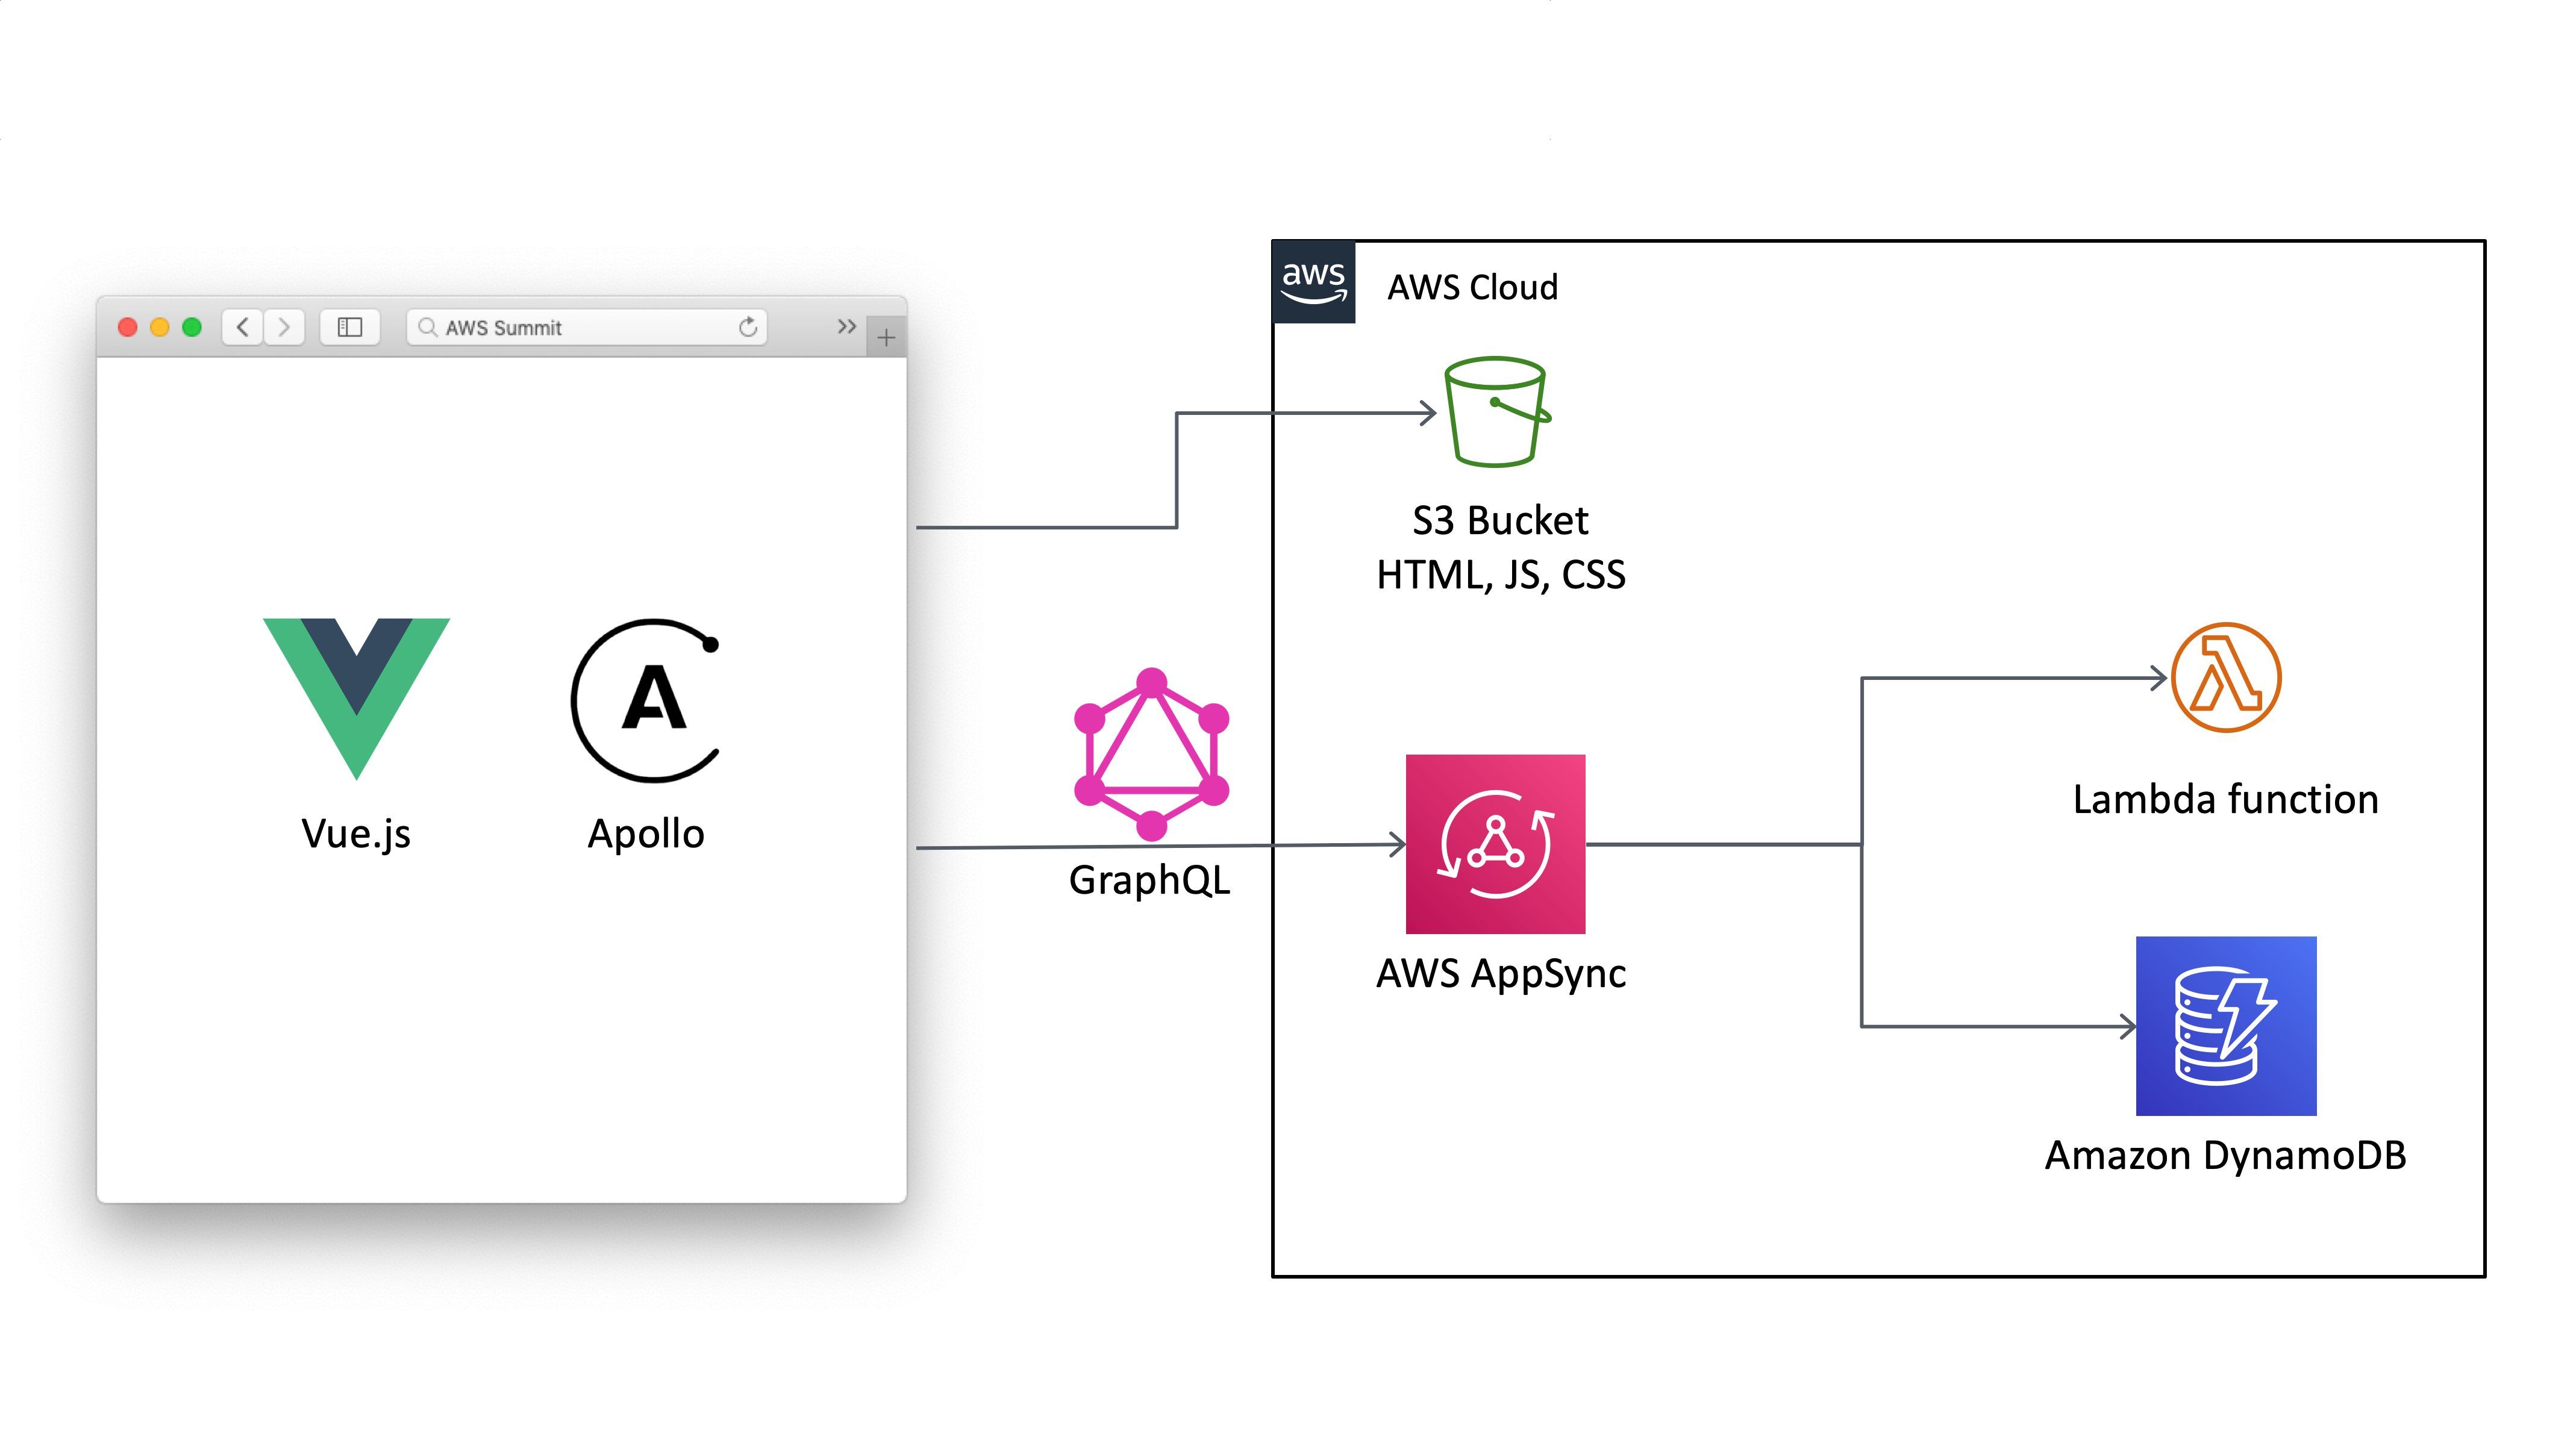 AWS Summit
Vue.js
A
Apollo
GraphQL
aws
AWS Cloud
S3 Bucket
HTML, JS, CSS
AWS AppSync
Lambda function
Amazon DynamoDB